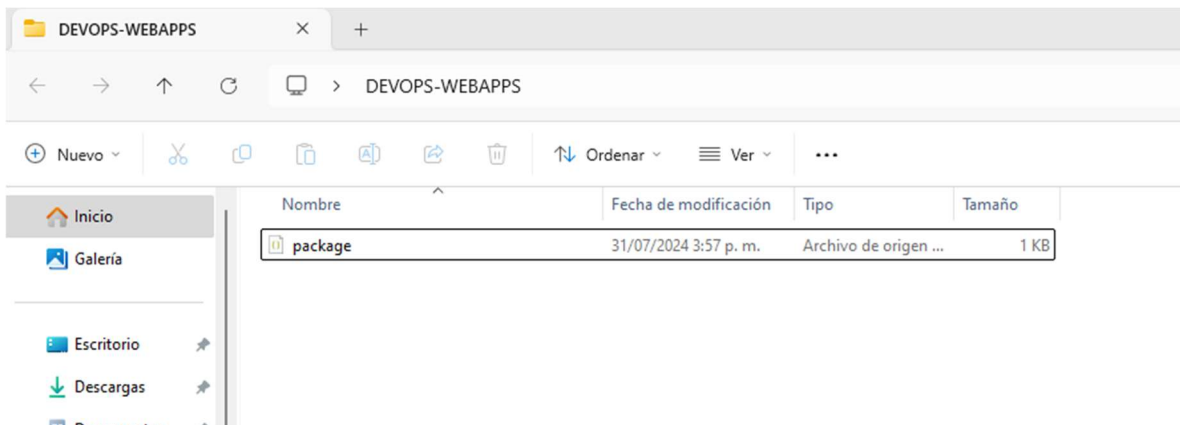 DEVOPS-WEBAPPS
DEVOPS-WEBAPPS
Nuevo Ordenar Ver
Nombre Fecha de modificación Tipo Tamaño
package 31/07/2024 3:57 p. m. Archivo de origen ... 1 KB
Inicio
Galería
Escritorio
Descargas